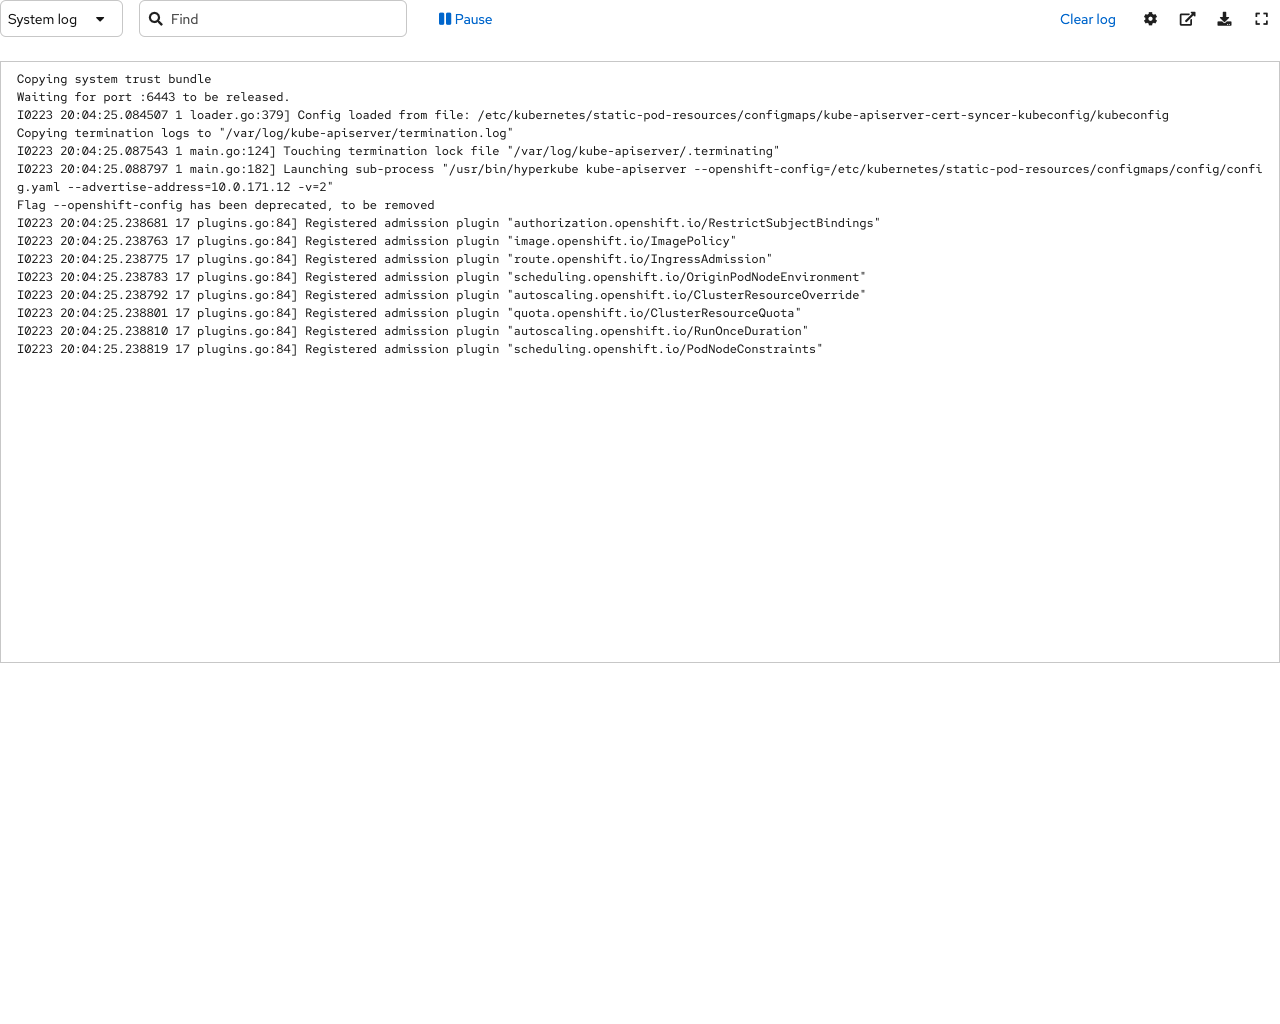 System log
Find
Pause
Clear log
Copying system trust bundle
Waiting for port :6443 to be released.
I0223 20:04:25.084507 1 loader.go:379] Config loaded from file: /etc/kubernetes/static-pod-resources/configmaps/kube-apiserver-cert-syncer-kubeconfig/kubeconfig
Copying termination logs to "/var/log/kube-apiserver/termination.log"
I0223 20:04:25.087543 1 main.go:124] Touching termination lock file "/var/log/kube-apiserver/.terminating"
I0223 20:04:25.088797 1 main.go:182] Launching sub-process "/usr/bin/hyperkube kube-apiserver --openshift-config=/etc/kubernetes/static-pod-resources/configmaps/config/confi
g.yaml --advertise-address=10.0.171.12 -v=2"
Flag --openshift-config has been deprecated, to be removed
I0223 20:04:25.238681 17 plugins.go:84] Registered admission plugin "authorization.openshift.io/RestrictSubjectBindings"
I0223 20:04:25.238763 17 plugins.go:84] Registered admission plugin "image.openshift.io/ImagePolicy"
I0223 20:04:25.238775 17 plugins.go:84] Registered admission plugin "route.openshift.io/IngressAdmission"
I0223 20:04:25.238783 17 plugins.go:84] Registered admission plugin "scheduling.openshift.io/OriginPodNodeEnvironment"
I0223 20:04:25.238792 17 plugins.go:84] Registered admission plugin "autoscaling.openshift.io/ClusterResourceOverride"
I0223 20:04:25.238801 17 plugins.go:84] Registered admission plugin "quota.openshift.io/ClusterResourceQuota"
I0223 20:04:25.238810 17 plugins.go:84] Registered admission plugin "autoscaling.openshift.io/RunOnceDuration"
I0223 20:04:25.238819 17 plugins.go:84] Registered admission plugin "scheduling.openshift.io/PodNodeConstraints"